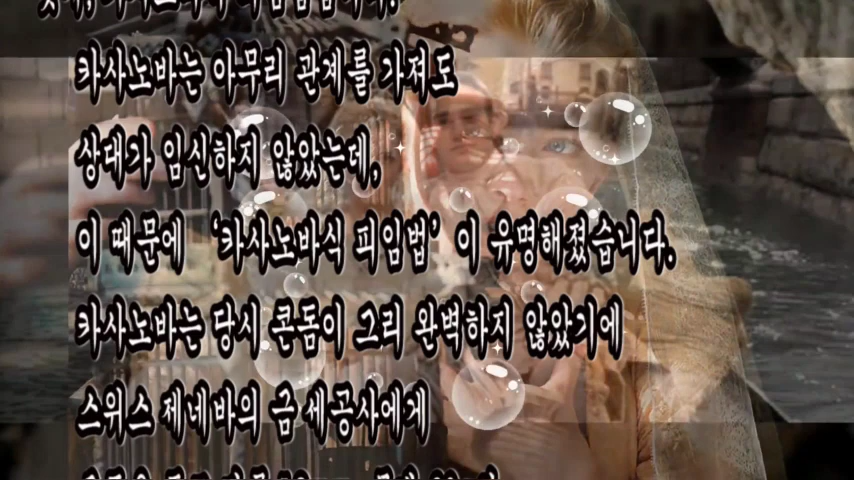 카사노바는 아무리 관계를 가져도
상대가 임신하지 않았는데,
이 때문에 ‘카사노바식 피임법’ 이 유명해졌습니다.
카사노바는 당시 콘돔이 그리 완벽하지 않았기에
스위스 제네바의 금 세공사에게